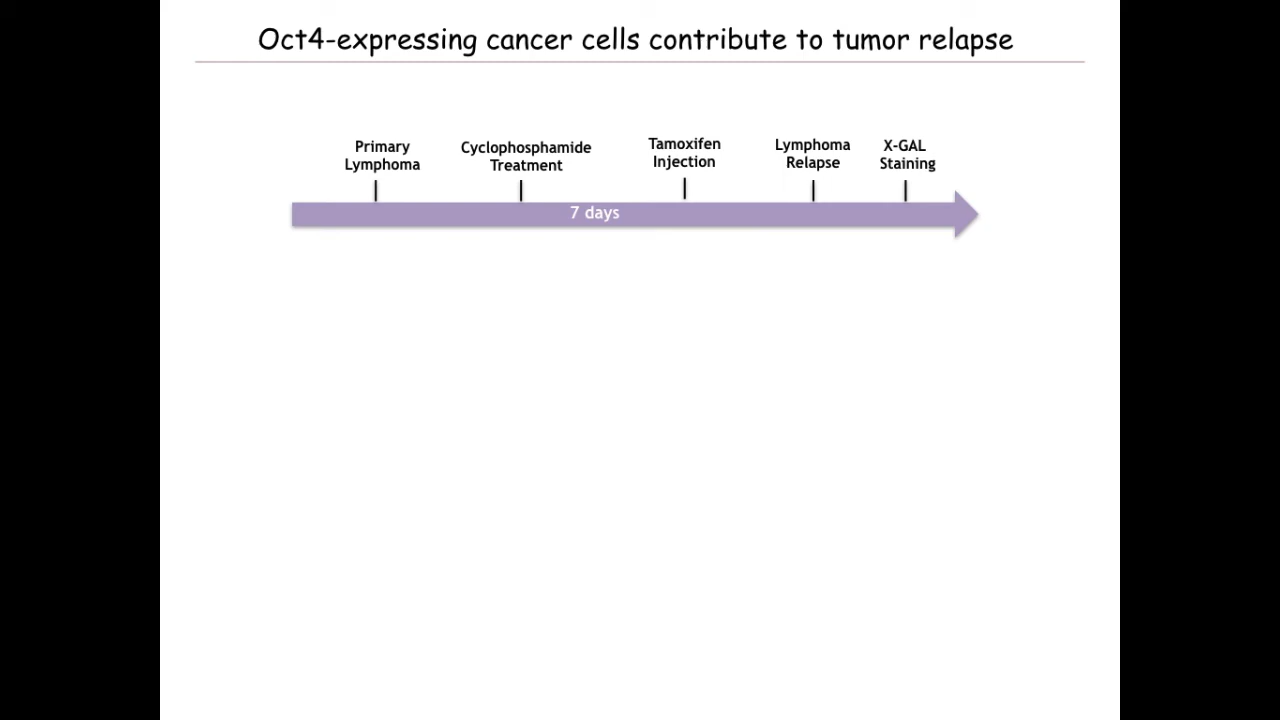 Oct4-expressing cancer cells contribute to tumor relapse
Primary
Lymphoma
Cyclophosphamide
Treatment
Tamoxifen
Injection
Lymphoma
Relapse
X-GAL
Staining
7 days